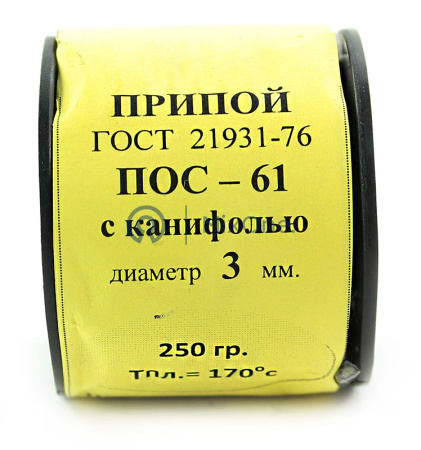 ПРИПОЙ
ГОСТ 21931-76
ПОС – 61
с канифолью
диаметр 3 мм.
250 гр.
Тпл.= 170°с